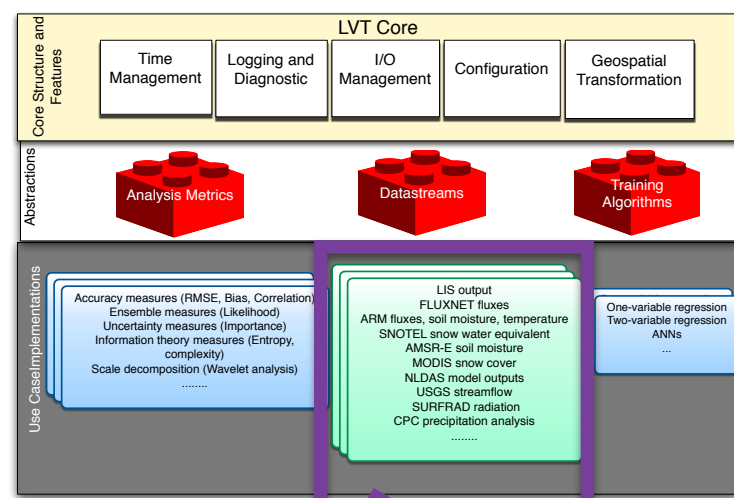 LVT Core
Core Structure and
Features
Time
Management
Logging and
Diagnostic
I/O
Management
Configuration
Geospatial
Transformation
Abstractions
Analysis Metrics
Datastreams
Training
Algorithms
Use CaseImplementations
Accuracy measures (RMSE, Bias, Correlation)
Ensemble measures (Likelihood)
Uncertainty measures (Importance)
Information theory measures (Entropy,
complexity)
Scale decomposition (Wavelet analysis)
........
LIS output
FLUXNET fluxes
ARM fluxes, soil moisture, temperature
SNOTEL snow water equivalent
AMSR-E soil moisture
MODIS snow cover
NLDAS model outputs
USGS streamflow
SURFRAD radiation
CPC precipitation analysis
........
One-variable regression
Two-variable regression
ANNs
...